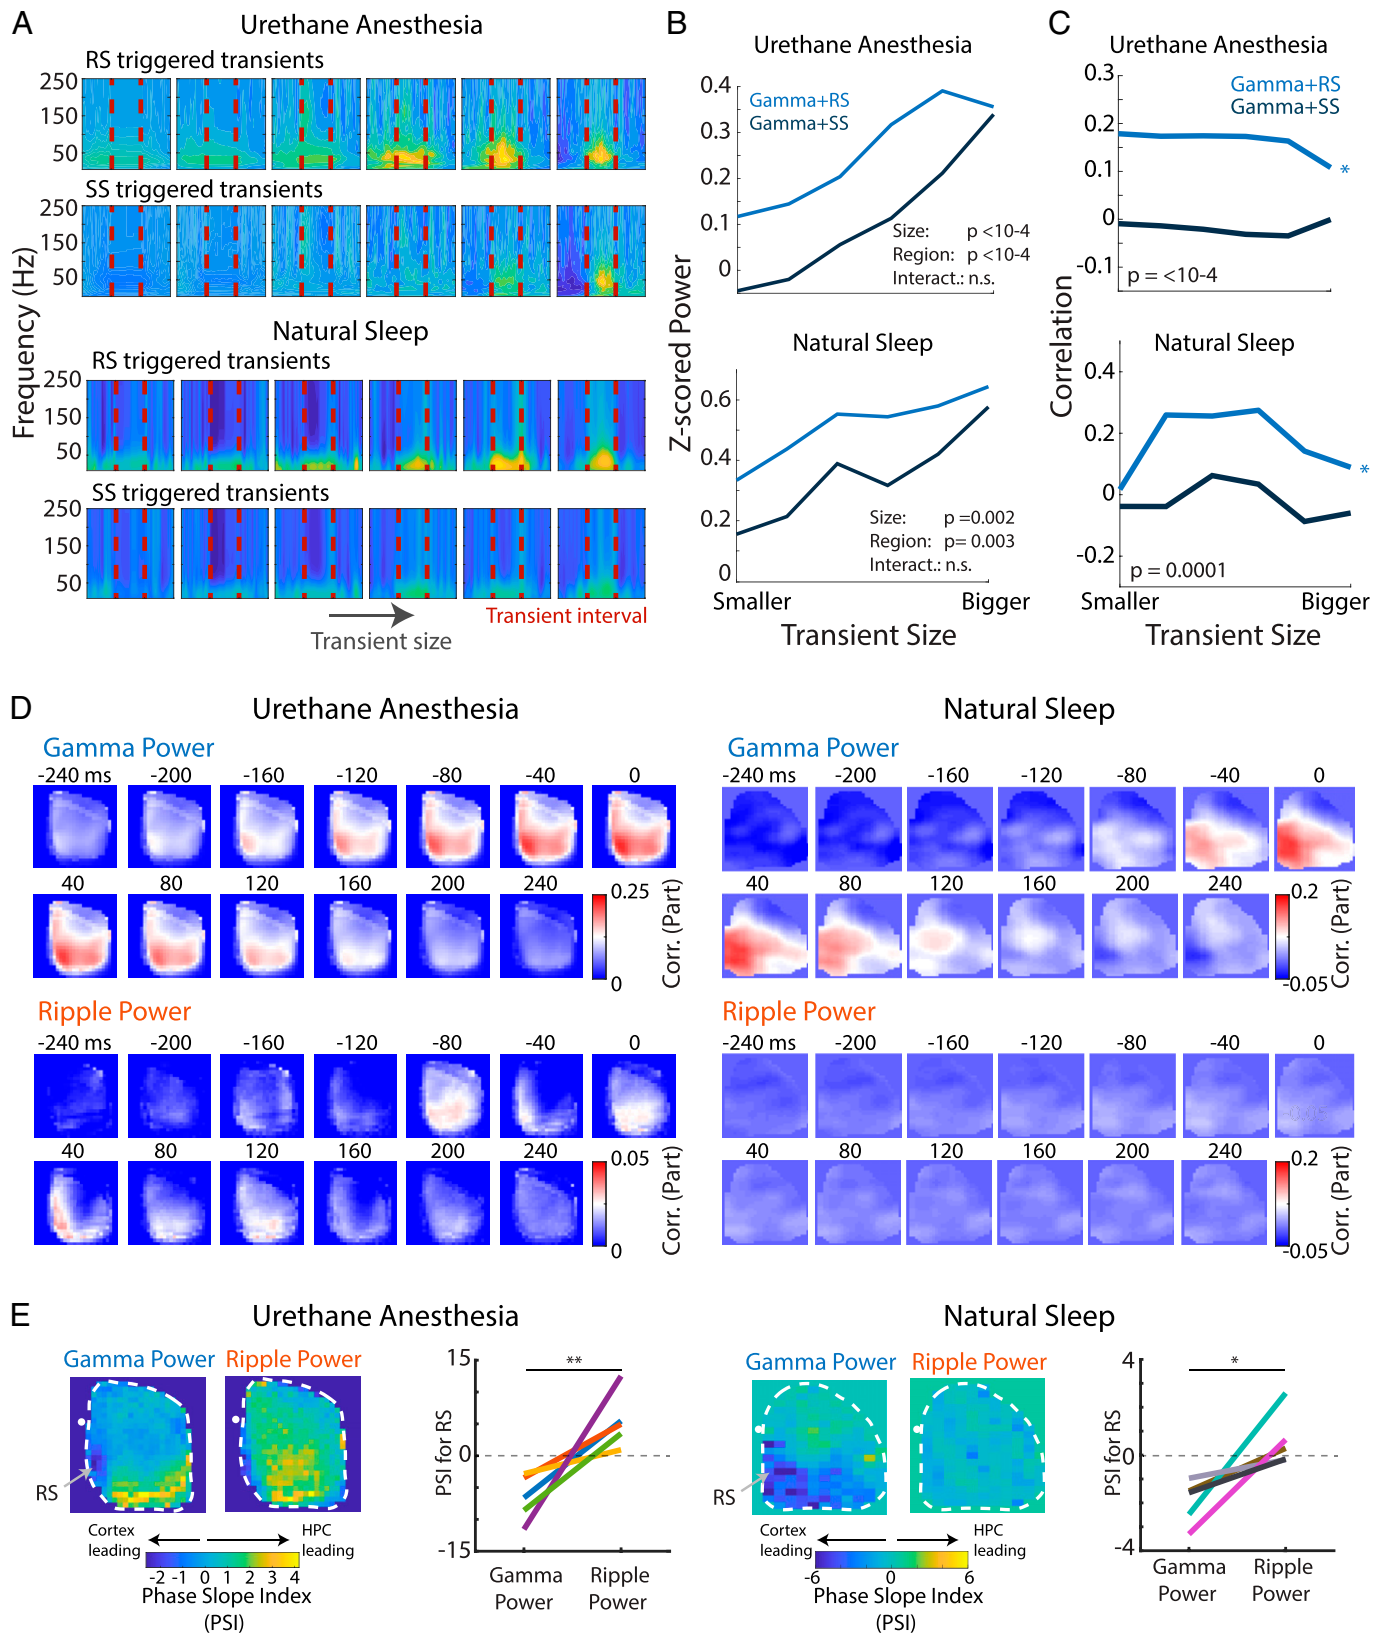 A
Urethane Anesthesia
RS triggered transients
250
150
50
SS triggered transients
250
150
50
Natural Sleep
RS triggered transients
250
150
50
SS triggered transients
250
150
50
Frequency (Hz)
Transient size
Transient interval
B
Urethane Anesthesia
Gamma+RS
Gamma+SS
0.4
0.3
0.2
0.1
0
Size: p <10-4
Region: p <10-4
Interact.: n.s.
Z-scored Power
Natural Sleep
0.6
0.4
0.2
0
Size: p =0.002
Region: p= 0.003
Interact.: n.s.
Smaller Bigger
Transient Size
C
Urethane Anesthesia
Gamma+RS
Gamma+SS
0.3
0.2
0.1
0
-0.1
*
p = <10-4
Correlation
Natural Sleep
0.4
0.2
0
-0.2
*
p = 0.0001
Smaller Bigger
Transient Size
D
Urethane Anesthesia
Gamma Power
-240 ms -200 -160 -120 -80 -40 0
40 80 120 160 200 240
0.25
0
Corr. (Part)
Ripple Power
-240 ms -200 -160 -120 -80 -40 0
40 80 120 160 200 240
0.05
0
Corr. (Part)
Natural Sleep
Gamma Power
-240 ms -200 -160 -120 -80 -40 0
40 80 120 160 200 240
0.2
-0.05
Corr. (Part)
Ripple Power
-240 ms -200 -160 -120 -80 -40 0
40 80 120 160 200 240
0.2
-0.05
Corr. (Part)
E
Urethane Anesthesia
Gamma Power Ripple Power
RS
Cortex leading
HPC leading
-2 -1 0 1 2 3 4
Phase Slope Index
(PSI)
15
0
-15
PSI for RS
**
Gamma Power
Ripple Power
Natural Sleep
Gamma Power Ripple Power
RS
Cortex leading
HPC leading
-6 0 6
Phase Slope Index
(PSI)
4
0
-4
PSI for RS
*
Gamma Power
Ripple Power